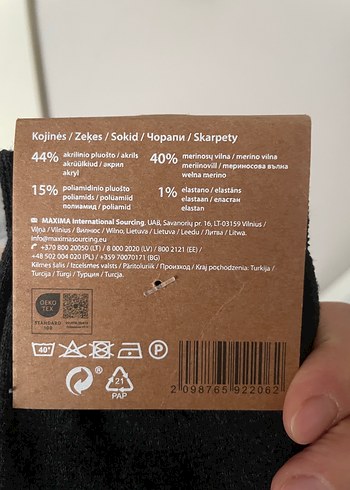 Kojinės / Zeķes / Sokid / Чорапи / Skarpety
44% akrilinio pluošto / akrils
akrüülkiud / акрил
akryl
40% merinosų vilna / merino vilna
meriinovill / мериносова вълна
wełna merino
15% poliamidinio pluošto
poliamīds / polüamiid
полиамид / poliamid
1% elastano / elastāns
elastaan / еластан
elastan
MAXIMA International Sourcing, UAB, Savanorių pr. 16, LT-03159 Vilnius /
Viļņa / Vilnius / Вилнюс / Wilno, Lietuva / Lietuva / Leedu / Литва / Litwa.
info@maximasourcing.eu
+370 800 20050 (LT) / 8 000 2020 (LV) / 800 2121 (EE) /
+48 502 004 020 (PL) / +359 70070171 (BG)
Kilmės šalis / Izcelsmes valsts / Päritoluriik / Произход / Kraj pochodzenia: Turkija /
Turcija / Türgi / Турция / Turcja.
OEKO
TEX
STANDARD
100
40°
P
21
PAP
2 098765 922062